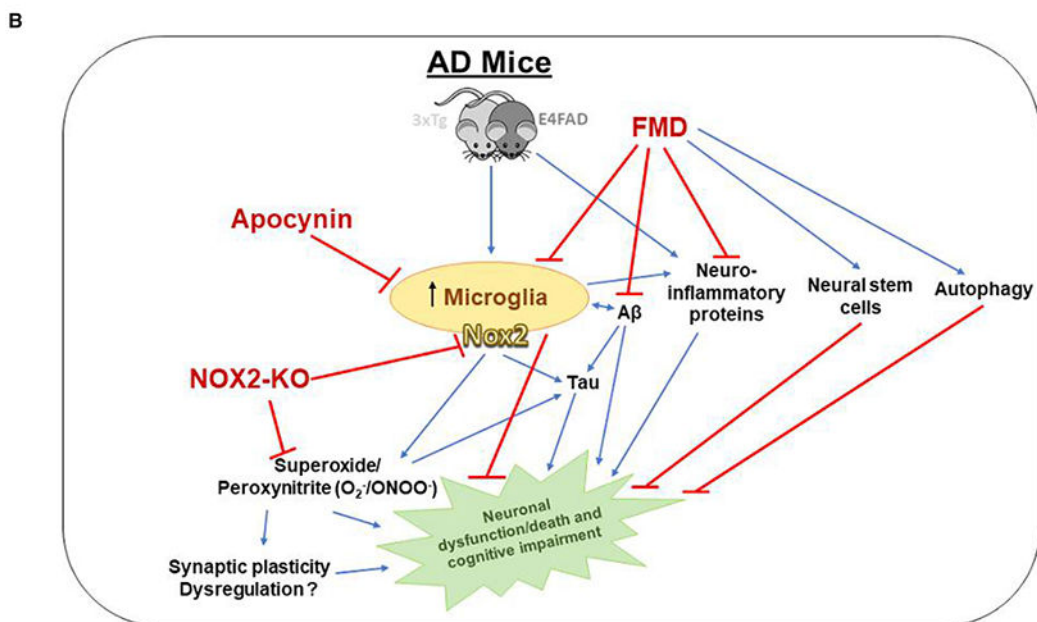 B
AD Mice
3xTg
E4FAD
FMD
Apocynin
↑ Microglia
Nox2
Neuro-
inflammatory
proteins
Neural stem
cells
Autophagy
Aβ
NOX2-KO
Tau
Superoxide/
Peroxynitrite (O₂⁻/ONOO⁻)
Neuronal
dysfunction/death and
cognitive impairment
Synaptic plasticity
Dysregulation ?